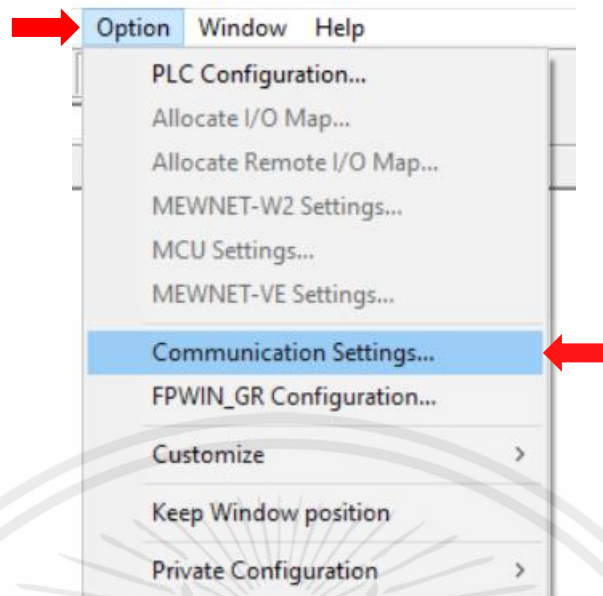 Option Window Help
PLC Configuration...
Allocate I/O Map...
Allocate Remote I/O Map...
MEWNET-W2 Settings...
MCU Settings...
MEWNET-VE Settings...
Communication Settings...
FPWIN_GR Configuration...
Customize
Keep Window position
Private Configuration